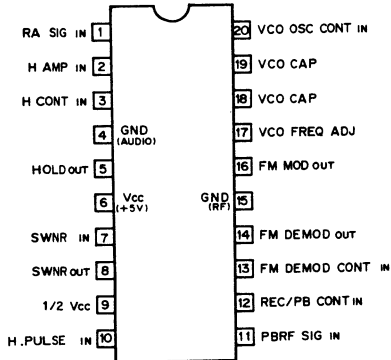 RA SIG IN 1
H AMP IN 2
H CONT IN 3
4 GND
(AUDIO)
HOLD OUT 5
6 Vcc
(+5V)
SWNR IN 7
SWNR OUT 8
1/2 Vcc 9
H.PULSE IN 10
20 VCO OSC CONT IN
19 VCO CAP
18 VCO CAP
17 VCO FREQ ADJ
16 FM MOD OUT
GND 15
(RF)
14 FM DEMOD OUT
13 FM DEMOD CONT IN
12 REC/PB CONT IN
11 PBRF SIG IN